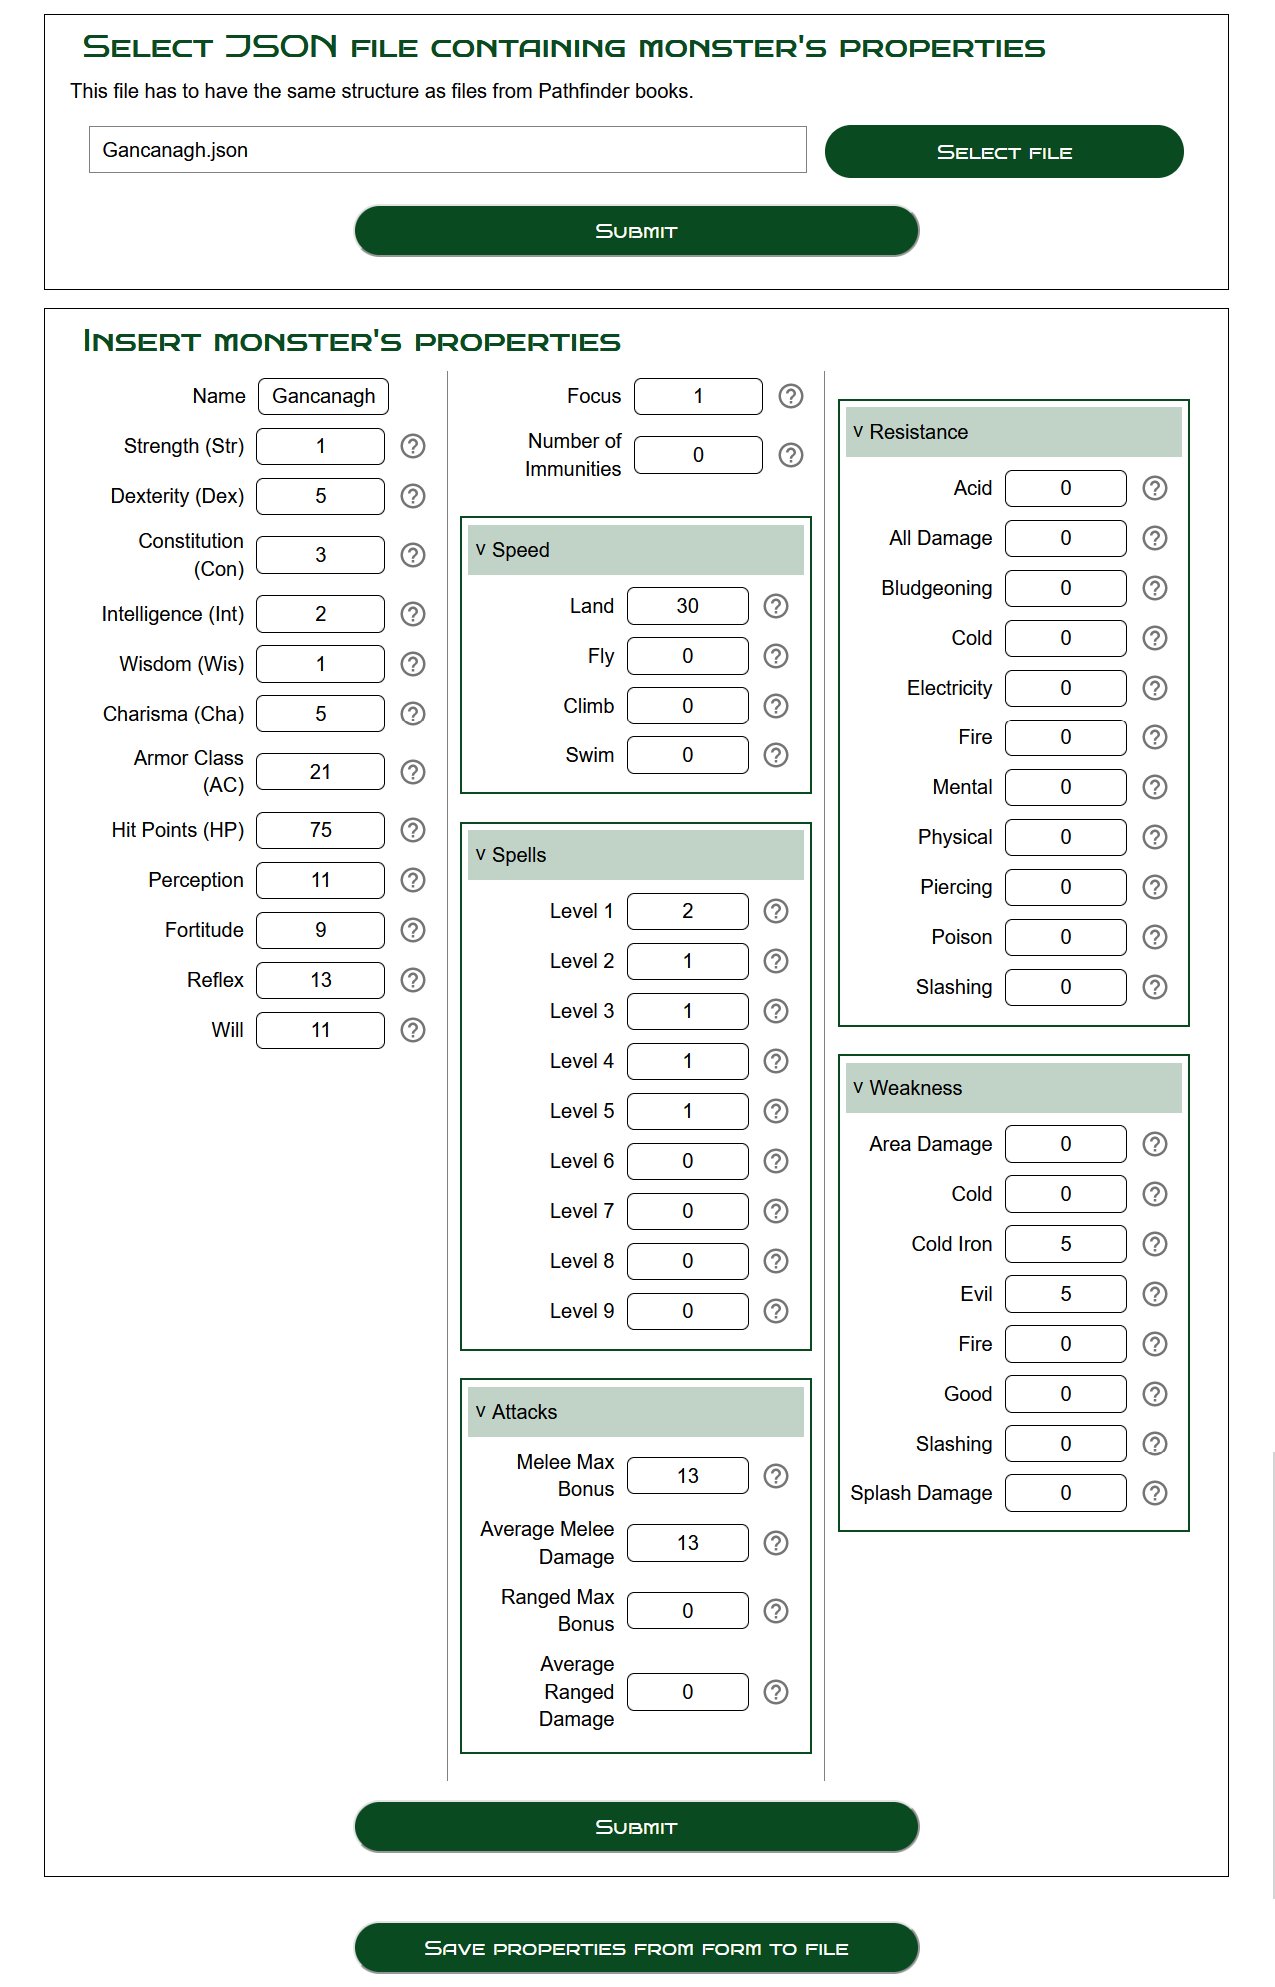 Select JSON file containing monster's properties
This file has to have the same structure as files from Pathfinder books.
Gancanagh.json
Select file
Submit
Insert monster's properties
Name Gancanagh
Strength (Str) 1
Dexterity (Dex) 5
Constitution
(Con) 3
Intelligence (Int) 2
Wisdom (Wis) 1
Charisma (Cha) 5
Armor Class
(AC) 21
Hit Points (HP) 75
Perception 11
Fortitude 9
Reflex 13
Will 11
Focus 1
Number of
Immunities 0
v Speed
Land 30
Fly 0
Climb 0
Swim 0
v Spells
Level 1 2
Level 2 1
Level 3 1
Level 4 1
Level 5 1
Level 6 0
Level 7 0
Level 8 0
Level 9 0
v Attacks
Melee Max
Bonus 13
Average Melee
Damage 13
Ranged Max
Bonus 0
Average
Ranged 0
Damage
v Resistance
Acid 0
All Damage 0
Bludgeoning 0
Cold 0
Electricity 0
Fire 0
Mental 0
Physical 0
Piercing 0
Poison 0
Slashing 0
v Weakness
Area Damage 0
Cold 0
Cold Iron 5
Evil 5
Fire 0
Good 0
Slashing 0
Splash Damage 0
Submit
Save properties from form to file